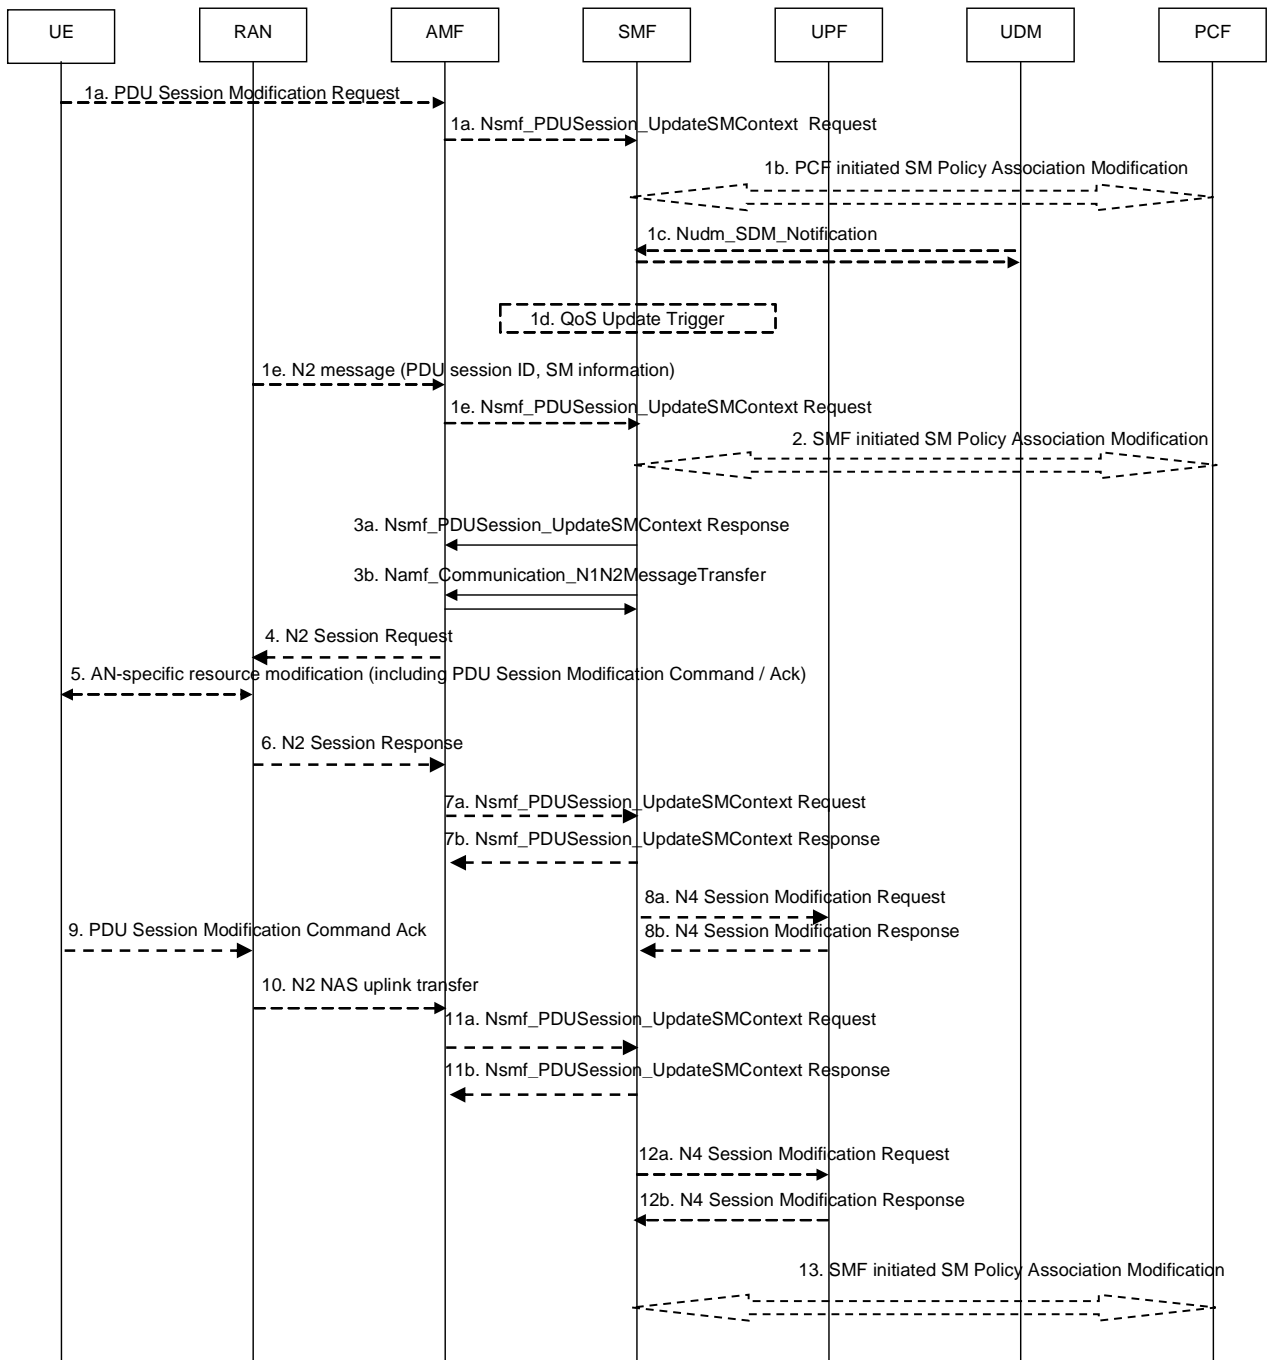 UE
RAN
AMF
SMF
UPF
UDM
PCF
1a. PDU Session Modification Request
1a. Nsmf_PDUSession_UpdateSMContext  Request
1b. PCF initiated SM Policy Association Modification
1c. Nudm_SDM_Notification
1d. QoS Update Trigger
1e. N2 message (PDU session ID, SM information)
1e. Nsmf_PDUSession_UpdateSMContext Request
2. SMF initiated SM Policy Association Modification
3a. Nsmf_PDUSession_UpdateSMContext Response
3b. Namf_Communication_N1N2MessageTransfer
4. N2 Session Request
5. AN-specific resource modification (including PDU Session Modification Command / Ack)
6. N2 Session Response
7a. Nsmf_PDUSession_UpdateSMContext Request
7b. Nsmf_PDUSession_UpdateSMContext Response
8a. N4 Session Modification Request
9. PDU Session Modification Command Ack
8b. N4 Session Modification Response
10. N2 NAS uplink transfer
11a. Nsmf_PDUSession_UpdateSMContext Request
11b. Nsmf_PDUSession_UpdateSMContext Response
12a. N4 Session Modification Request
12b. N4 Session Modification Response
13. SMF initiated SM Policy Association Modification